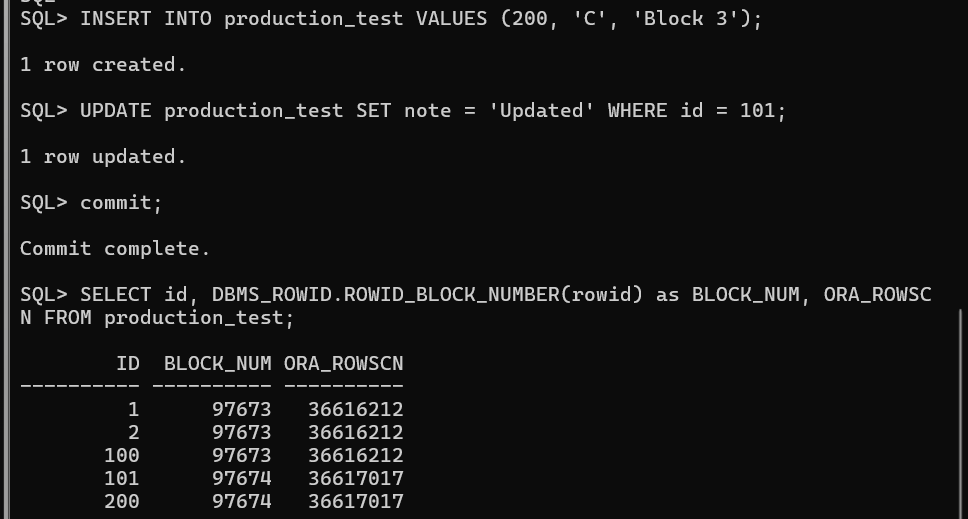 SQL> INSERT INTO production_test VALUES (200, 'C', 'Block 3');
1 row created.
SQL> UPDATE production_test SET note = 'Updated' WHERE id = 101;
1 row updated.
SQL> commit;
Commit complete.
SQL> SELECT id, DBMS_ROWID.ROWID_BLOCK_NUMBER(rowid) as BLOCK_NUM, ORA_ROWSC
N FROM production_test;
        ID  BLOCK_NUM ORA_ROWSCN
---------- ---------- ----------
         1      97673   36616212
         2      97673   36616212
       100      97673   36616212
       101      97674   36617017
       200      97674   36617017